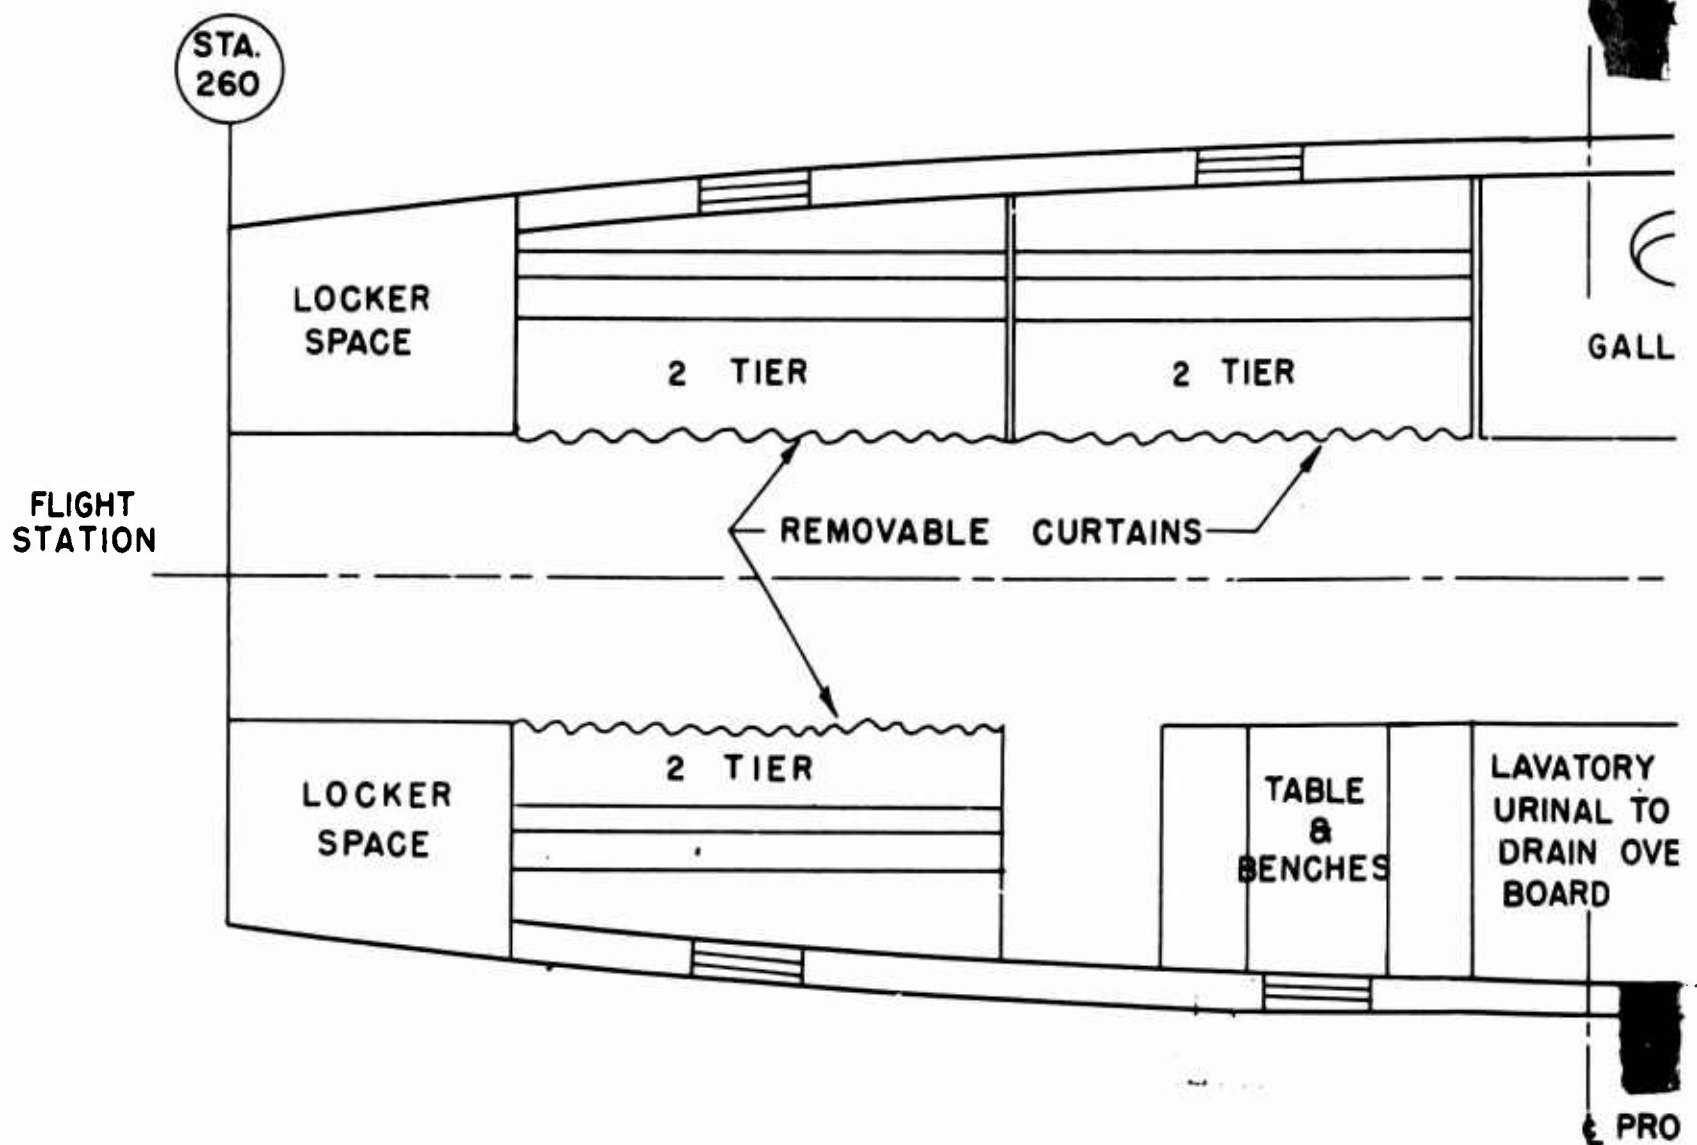 STA.
260
LOCKER
SPACE
2 TIER
2 TIER
GALL
FLIGHT
STATION
REMOVABLE CURTAINS
LOCKER
SPACE
2 TIER
TABLE
&
BENCHES
LAVATORY
URINAL TO
DRAIN OVE
BOARD
℄ PRO